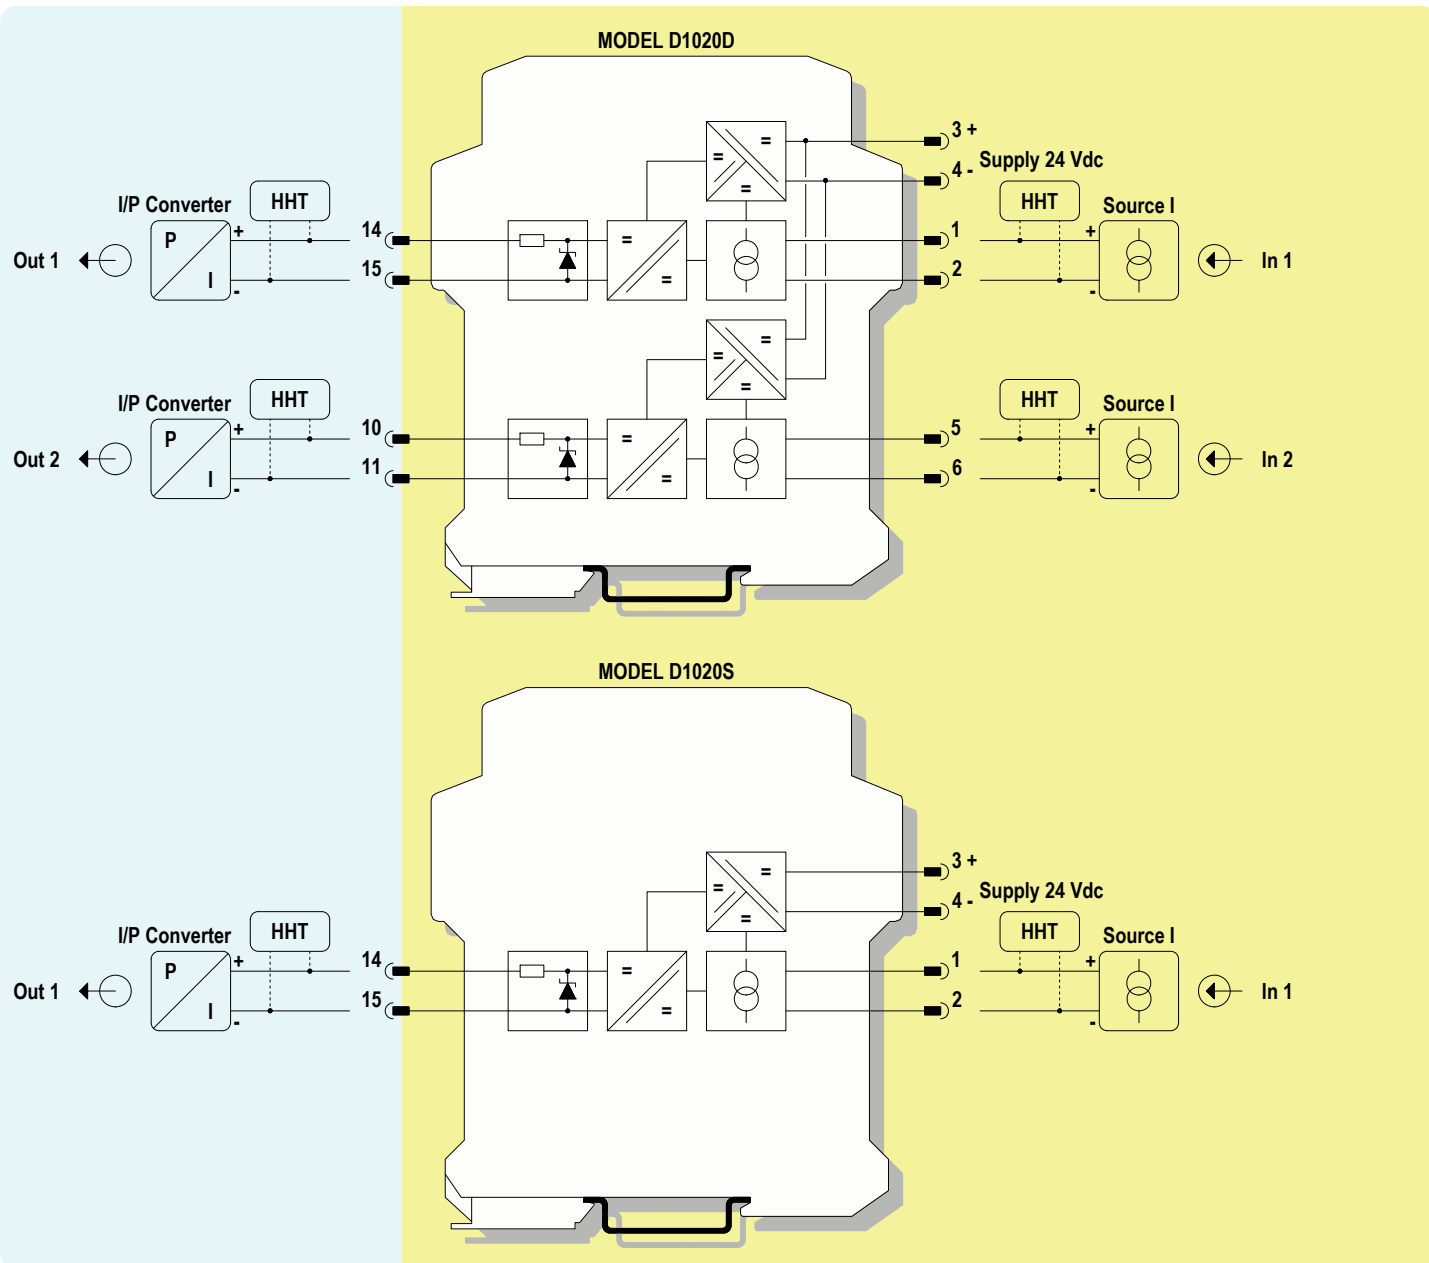 MODEL D1020D
3 +
Supply 24 Vdc
4 -
I/P Converter
HHT
14
1
HHT
Source I
P
I
+
-
+
-
Out 1
In 1
15
2
= = =
= =
I/P Converter
HHT
10
5
HHT
Source I
P
I
+
-
+
-
Out 2
In 2
11
6
= = =
= =
MODEL D1020S
3 +
Supply 24 Vdc
4 -
I/P Converter
HHT
14
1
HHT
Source I
P
I
+
-
+
-
Out 1
In 1
15
2
= = =
= =